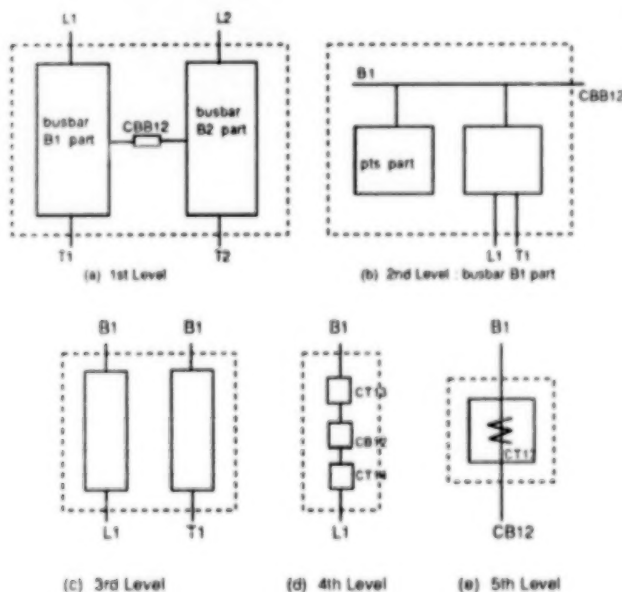 L1 L2
busbar B1 part
CBB12
busbar B2 part
T1 T2
(a) 1st Level
B1
CBB12
pts part
L1 T1
(b) 2nd Level : busbar B1 part
B1 B1
L1 T1
(c) 3rd Level
B1
CB12
L1
(d) 4th Level
B1
CB12
(e) 5th Level